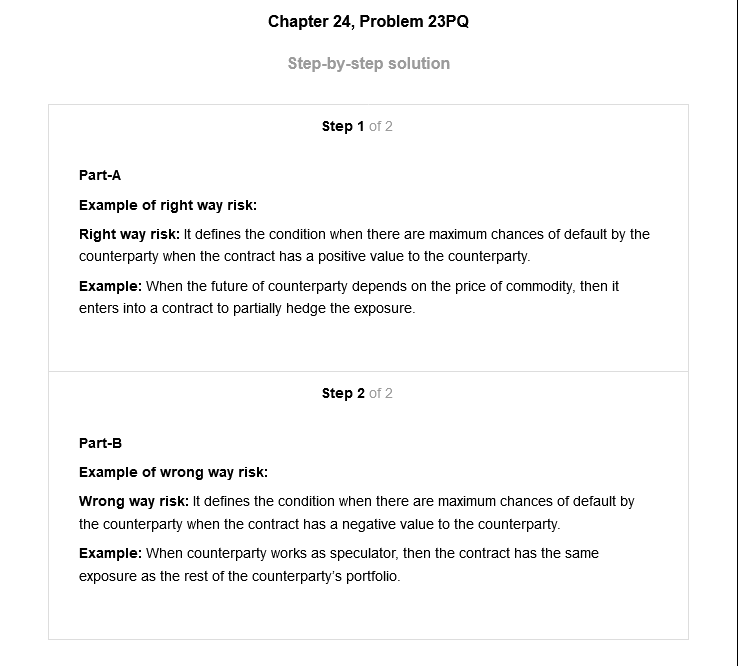 Chapter 24, Problem 23PQ
Step-by-step solution
Step 1 of 2
Part-A
Example of right way risk:
Right way risk: It defines the condition when there are maximum chances of default by the
counterparty when the contract has a positive value to the counterparty.
Example: When the future of counterparty depends on the price of commodity, then it
enters into a contract to partially hedge the exposure.
Step 2 of 2
Part-B
Example of wrong way risk:
Wrong way risk: It defines the condition when there are maximum chances of default by
the counterparty when the contract has a negative value to the counterparty.
Example: When counterparty works as speculator, then the contract has the same
exposure as the rest of the counterparty's portfolio.